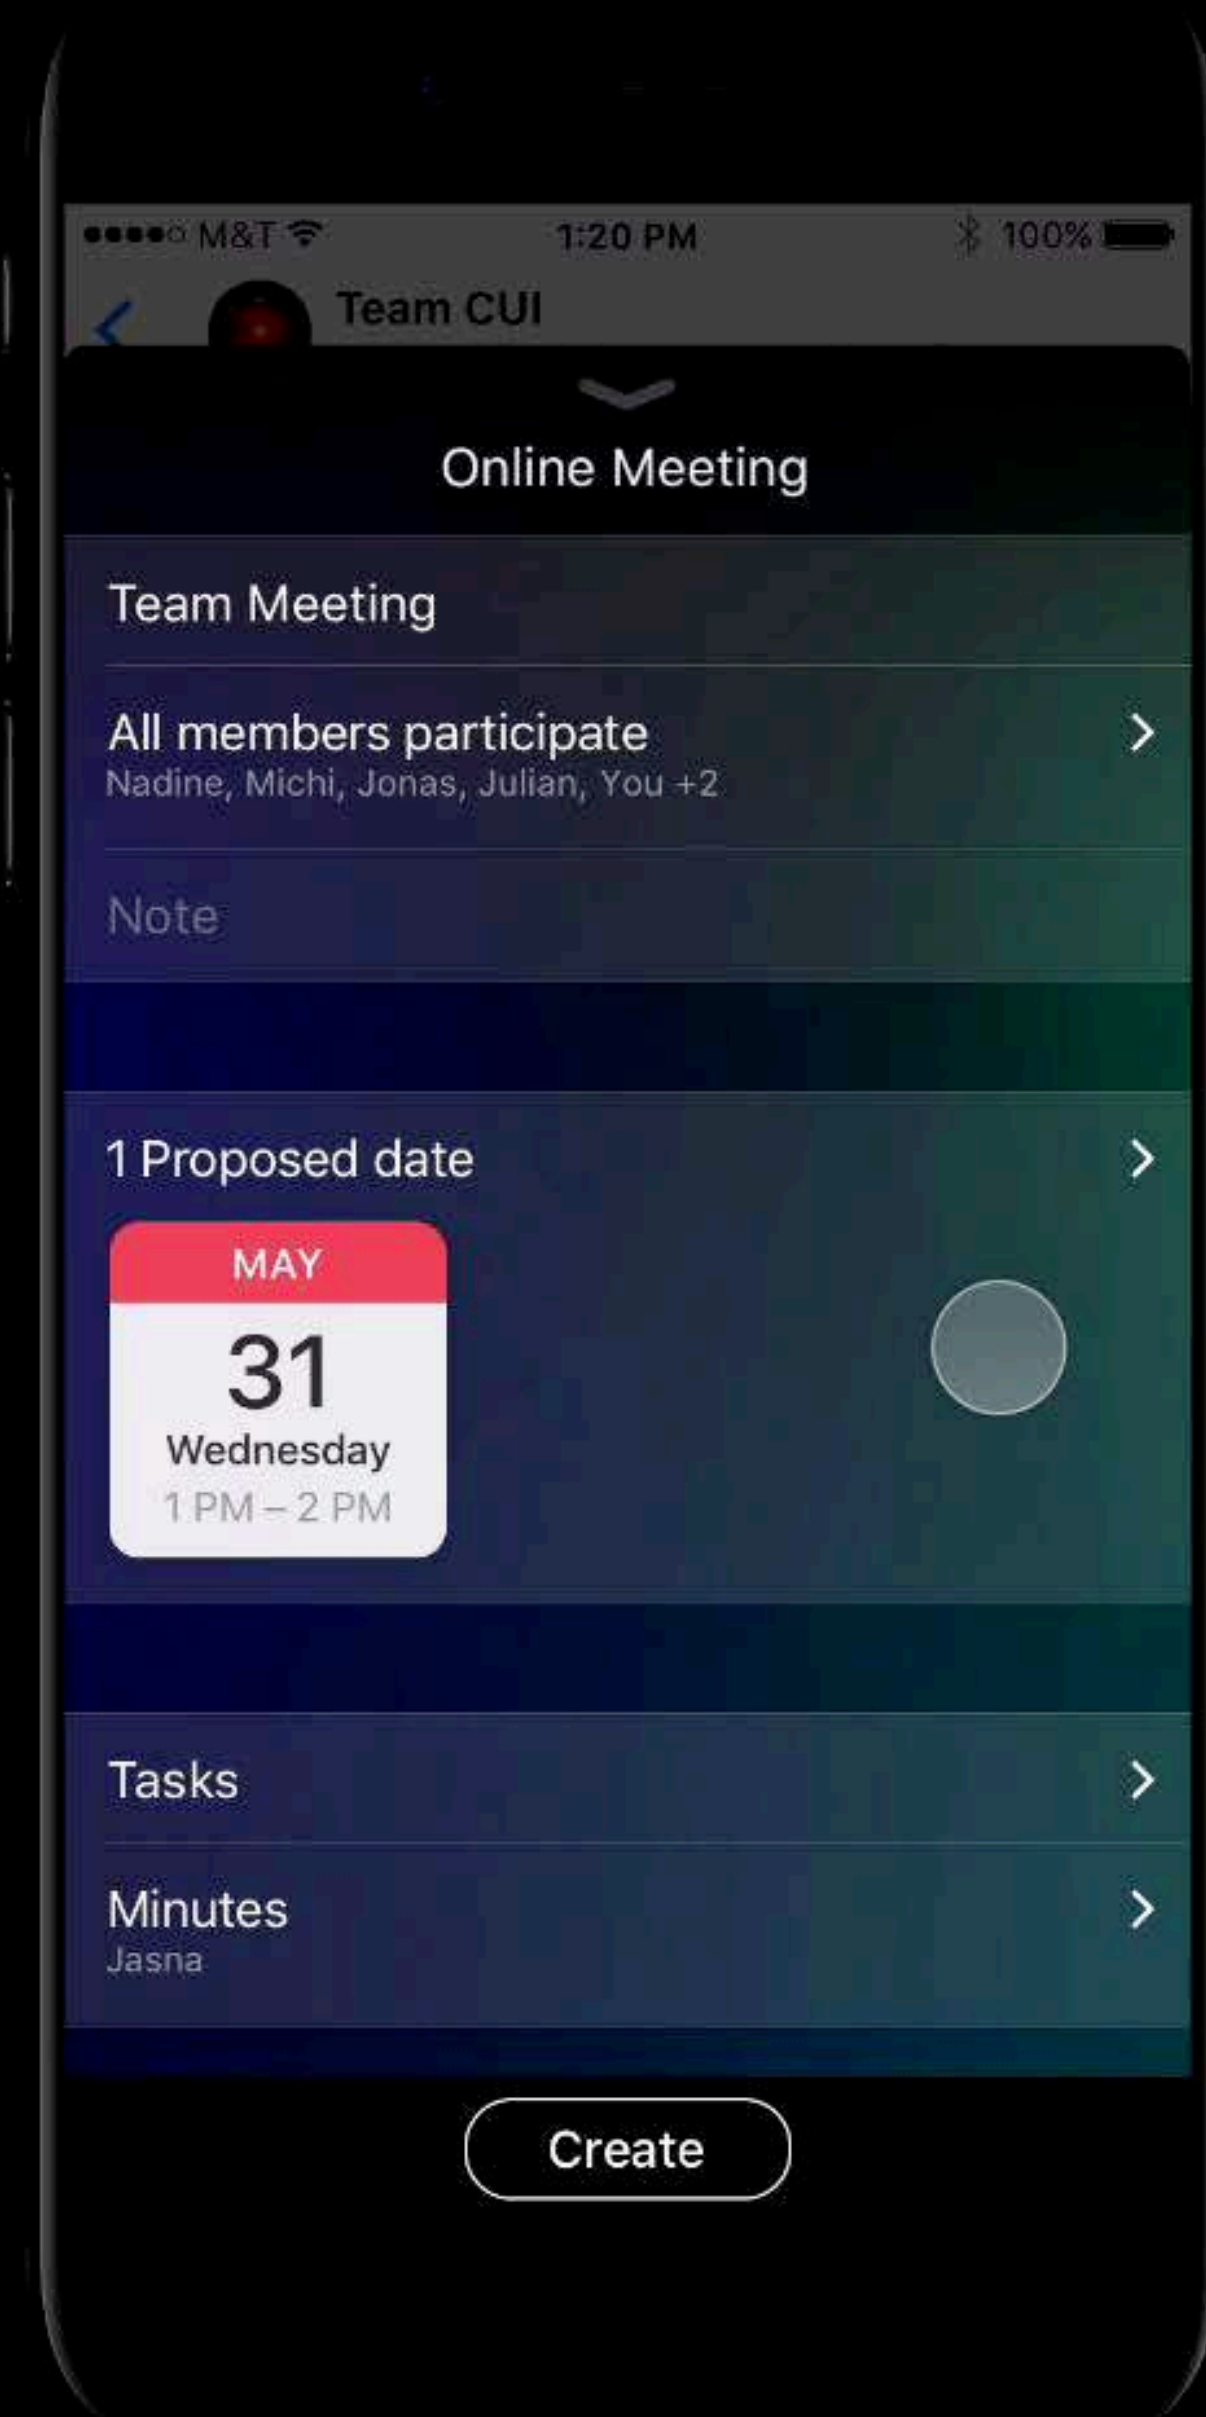 M&T 1:20 PM 100%
Team CUI
Online Meeting
Team Meeting
All members participate
Nadine, Michi, Jonas, Julian, You +2
Note
1 Proposed date
MAY
31
Wednesday
1 PM – 2 PM
Tasks
Minutes
Jasna
Create